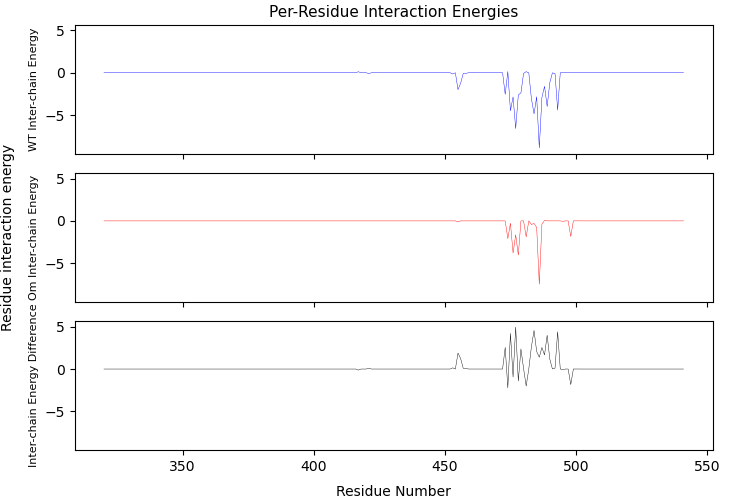 Per-Residue Interaction Energies
Residue interaction energy
WT Inter-chain Energy
5
0
−5
Om Inter-chain Energy
5
0
−5
Inter-chain Energy Difference
5
0
−5
350
400
450
500
550
Residue Number